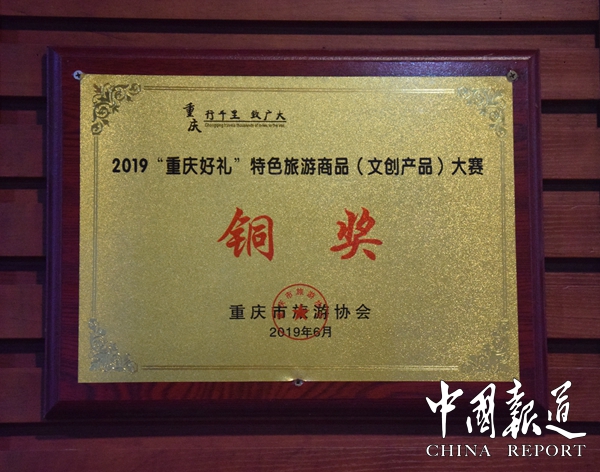 重庆 行千里 致广大
2019“重庆好礼”特色旅游商品（文创产品）大赛
铜奖
重庆市旅游协会
2019年6月
中國報道
CHINA REPORT